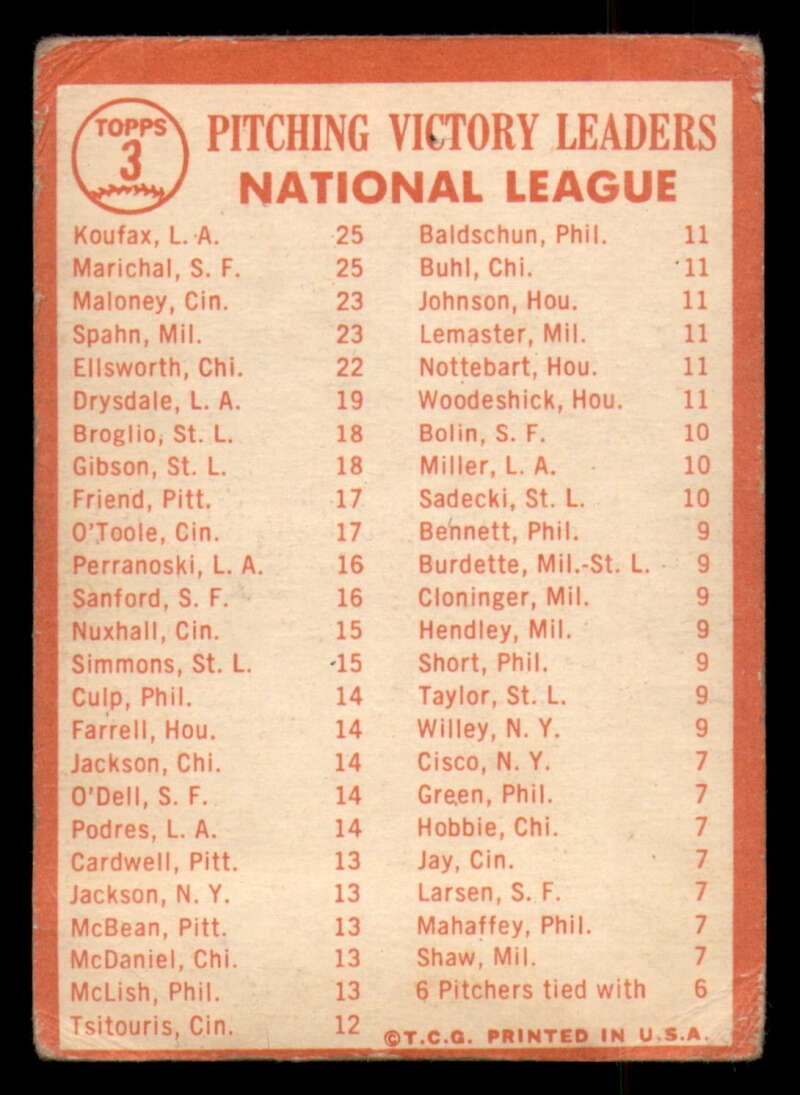 TOPPS
3
PITCHING VICTORY LEADERS
NATIONAL LEAGUE
Koufax, L. A. 25
Marichal, S. F. 25
Maloney, Cin. 23
Spahn, Mil. 23
Ellsworth, Chi. 22
Drysdale, L. A. 19
Broglio, St. L. 18
Gibson, St. L. 18
Friend, Pitt. 17
O'Toole, Cin. 17
Perranoski, L. A. 16
Sanford, S. F. 16
Nuxhall, Cin. 15
Simmons, St. L. 15
Culp, Phil. 14
Farrell, Hou. 14
Jackson, Chi. 14
O'Dell, S. F. 14
Podres, L. A. 14
Cardwell, Pitt. 13
Jackson, N. Y. 13
McBean, Pitt. 13
McDaniel, Chi. 13
McLish, Phil. 13
Tsitouris, Cin. 12
Baldschun, Phil. 11
Buhl, Chi. 11
Johnson, Hou. 11
Lemaster, Mil. 11
Nottebart, Hou. 11
Woodeshick, Hou. 11
Bolin, S. F. 10
Miller, L. A. 10
Sadecki, St. L. 10
Bennett, Phil. 9
Burdette, Mil.-St. L. 9
Cloninger, Mil. 9
Hendley, Mil. 9
Short, Phil. 9
Taylor, St. L. 9
Willey, N. Y. 9
Cisco, N. Y. 7
Green, Phil. 7
Hobbie, Chi. 7
Jay, Cin. 7
Larsen, S. F. 7
Mahaffey, Phil. 7
Shaw, Mil. 7
6 Pitchers tied with 6
©T.C.G. PRINTED IN U.S.A.